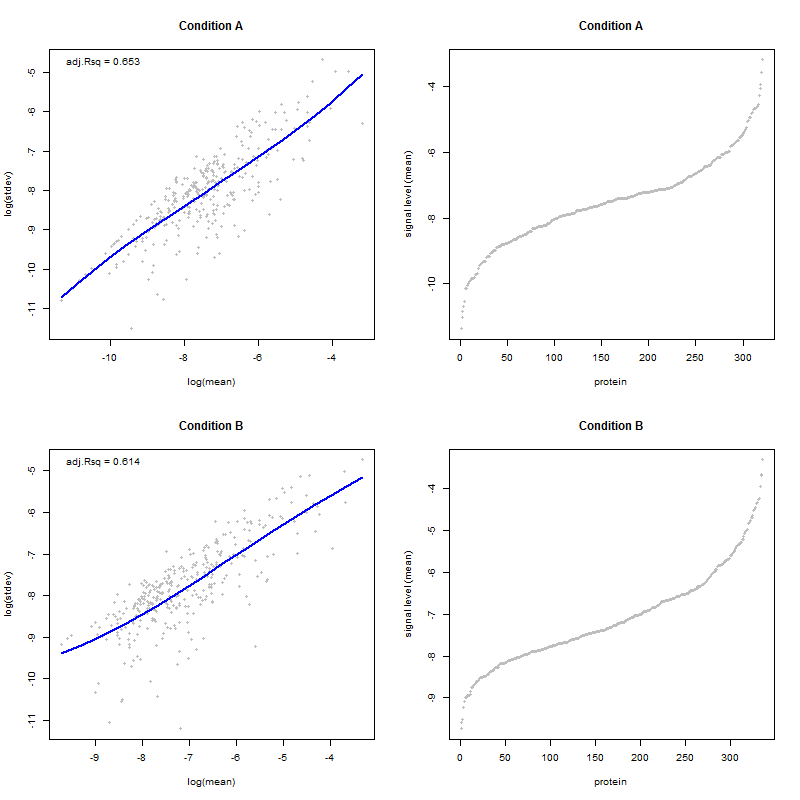 Condition A
adj.Rsq = 0.653
log(stdev)
-5
-6
-7
-8
-9
-10
-11
-10 -8 -6 -4
log(mean)
Condition A
signal level (mean)
-4
-6
-8
-10
0 50 100 150 200 250 300
protein
Condition B
adj.Rsq = 0.614
log(stdev)
-5
-6
-7
-8
-9
-10
-11
-9 -8 -7 -6 -5 -4
log(mean)
Condition B
signal level (mean)
-4
-5
-6
-7
-8
-9
0 50 100 150 200 250 300
protein